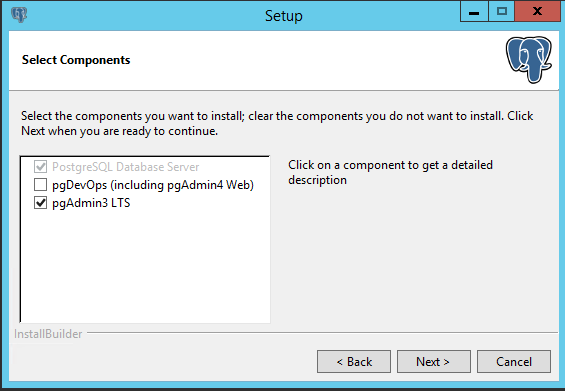 Setup
Select Components
Select the components you want to install; clear the components you do not want to install. Click
Next when you are ready to continue.
PostgreSQL Database Server
pgDevOps (including pgAdmin4 Web)
pgAdmin3 LTS
Click on a component to get a detailed
description
InstallBuilder
< Back
Next >
Cancel